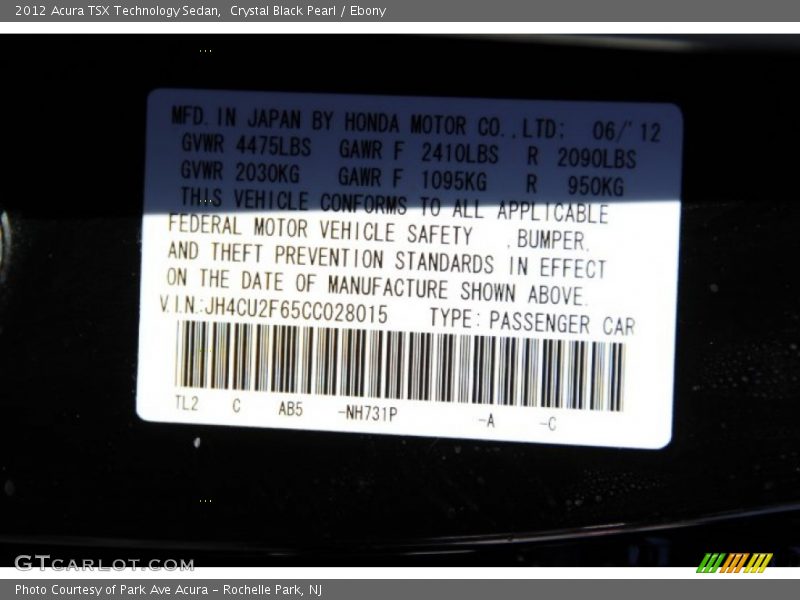 2012 Acura TSX Technology Sedan, Crystal Black Pearl / Ebony
MFD. IN JAPAN BY HONDA MOTOR CO.,LTD: 06/'12
GVWR 4475LBS GAWR F 2410LBS R 2090LBS
GVWR 2030KG GAWR F 1095KG R 950KG
THIS VEHICLE CONFORMS TO ALL APPLICABLE
FEDERAL MOTOR VEHICLE SAFETY ,BUMPER,
AND THEFT PREVENTION STANDARDS IN EFFECT
ON THE DATE OF MANUFACTURE SHOWN ABOVE.
V.I.N.:JH4CU2F65CC028015 TYPE: PASSENGER CAR
TL2 C AB5 -NH731P -A -C
GTCARLOT.COM
Photo Courtesy of Park Ave Acura - Rochelle Park, NJ